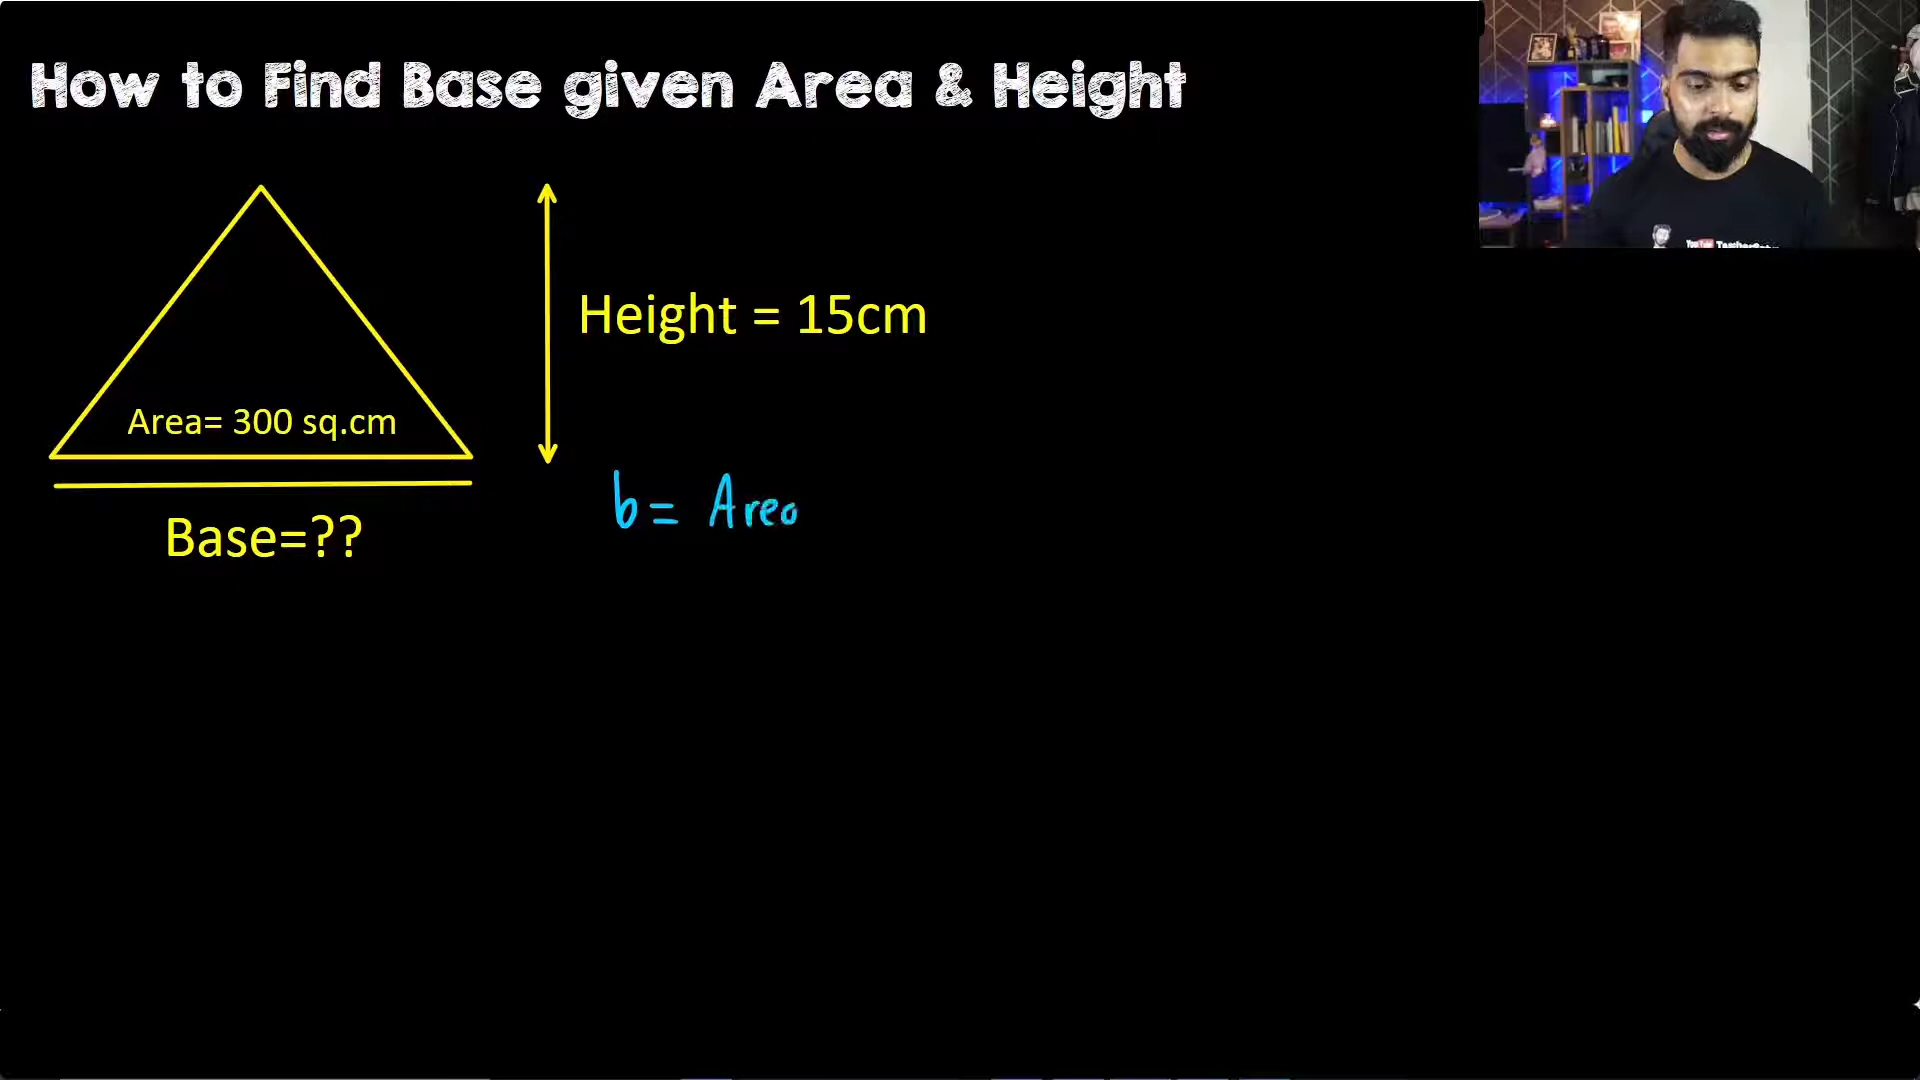 How to Find Base given Area & Height
Height = 15cm
Area= 300 sq.cm
b= Area
Base=??